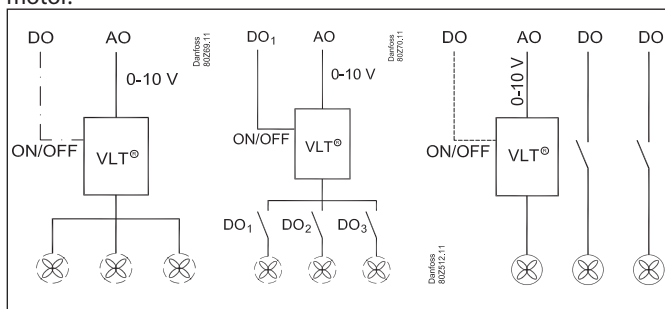 motor.
DO AO
0-10 V
ON/OFF
VLT®
Danfoss
80Z69.11
DO1 AO
0-10 V
ON/OFF
VLT®
DO1 DO2 DO3
Danfoss
80Z70.11
DO AO DO DO
0-10 V
ON/OFF
VLT®
Danfoss
80Z512.11